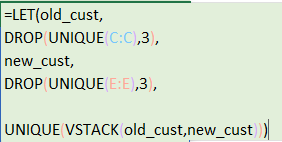 =LET(old_cust,
DROP(UNIQUE(C:C),3),
new_cust,
DROP(UNIQUE(E:E),3),
UNIQUE(VSTACK(old_cust,new_cust)))